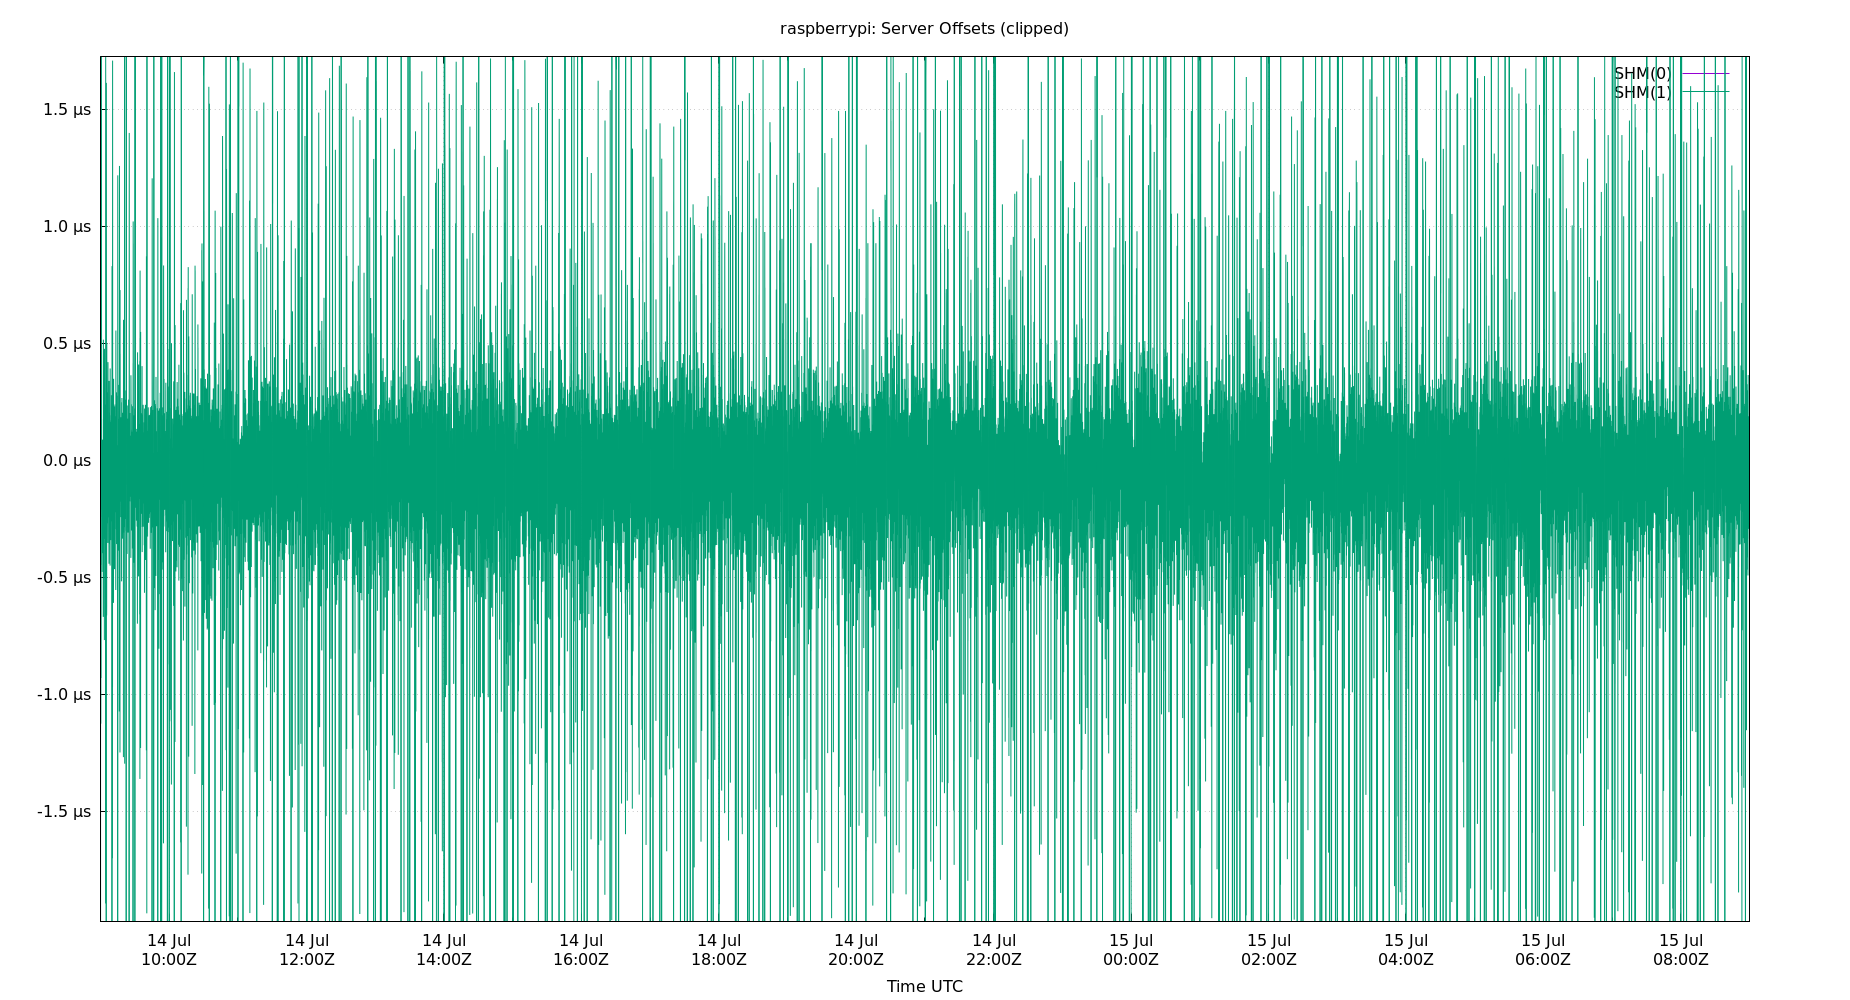 raspberrypi: Server Offsets (clipped)
SHM(0)
SHM(1)
1.5 µs
1.0 µs
0.5 µs
0.0 µs
-0.5 µs
-1.0 µs
-1.5 µs
14 Jul 14 Jul 14 Jul 14 Jul 14 Jul 14 Jul 14 Jul 15 Jul 15 Jul 15 Jul 15 Jul 15 Jul
10:00Z 12:00Z 14:00Z 16:00Z 18:00Z 20:00Z 22:00Z 00:00Z 02:00Z 04:00Z 06:00Z 08:00Z
Time UTC